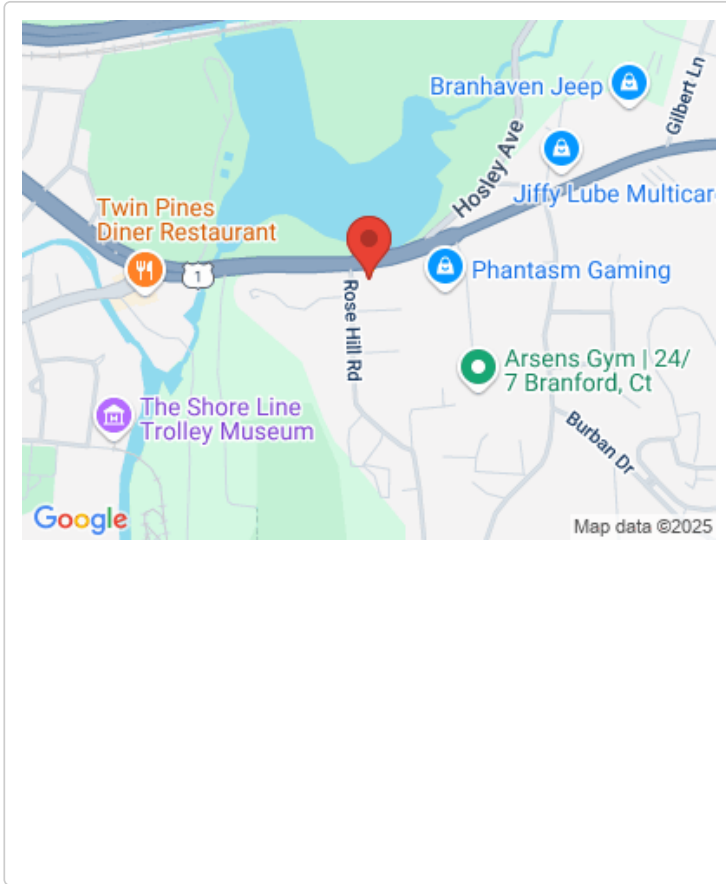 Branhaven Jeep
Gilbert Ln
Hosley Ave
Jiffy Lube Multicar
Twin Pines
Diner Restaurant
1
Phantasm Gaming
Rose Hill Rd
Arsens Gym | 24/
7 Branford, Ct
The Shore Line
Trolley Museum
Burban Dr
Google
Map data ©2025